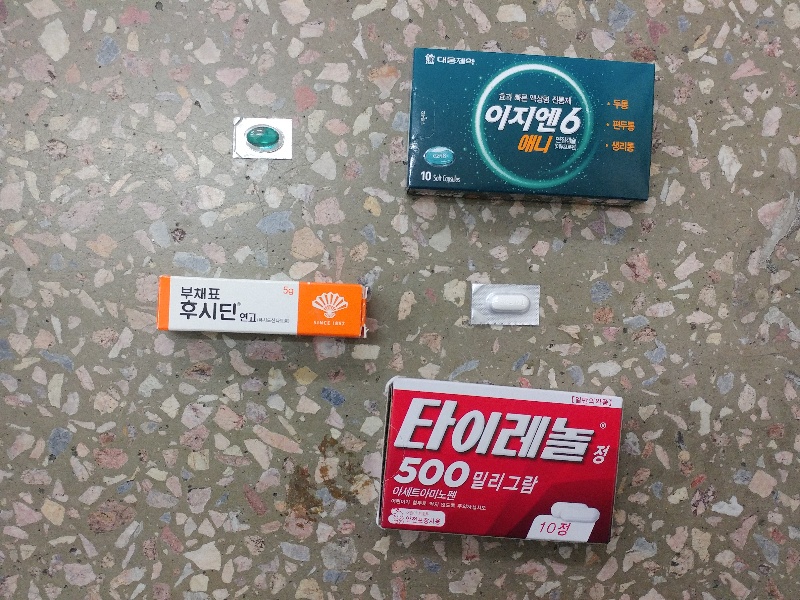 대웅제약
효과 빠른 액상형 진통제
이지엔6
애니
• 두통
• 편두통
• 생리통
10 Soft Capsules
부채표
후시딘® 연고
5g
SINCE 1897
[일반의약품]
타이레놀®정
500 밀리그람
아세트아미노펜
10정